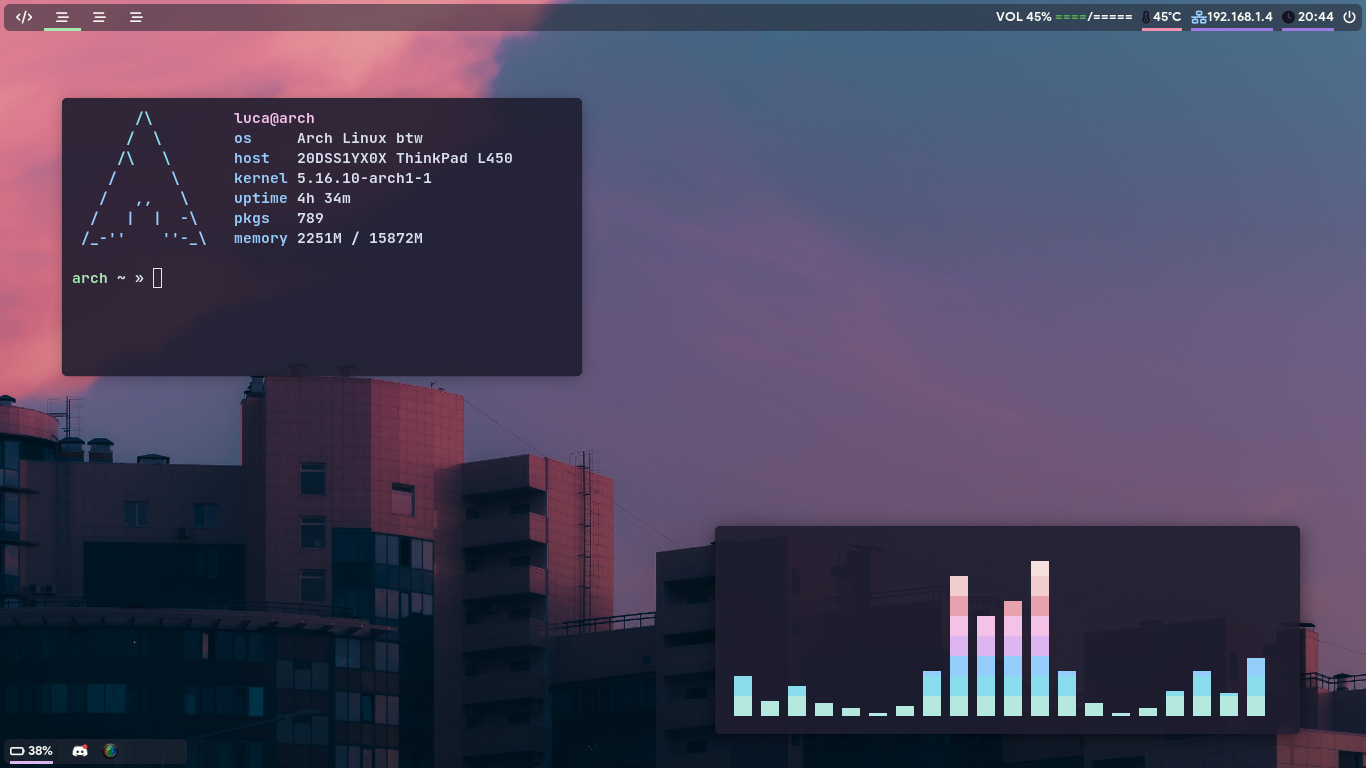 VOL 45% ====/===== 45°C 192.168.1.4 20:44
luca@arch
os Arch Linux btw
host 20DSS1YX0X ThinkPad L450
kernel 5.16.10-arch1-1
uptime 4h 34m
pkgs 789
memory 2251M / 15872M
arch ~ »
38%